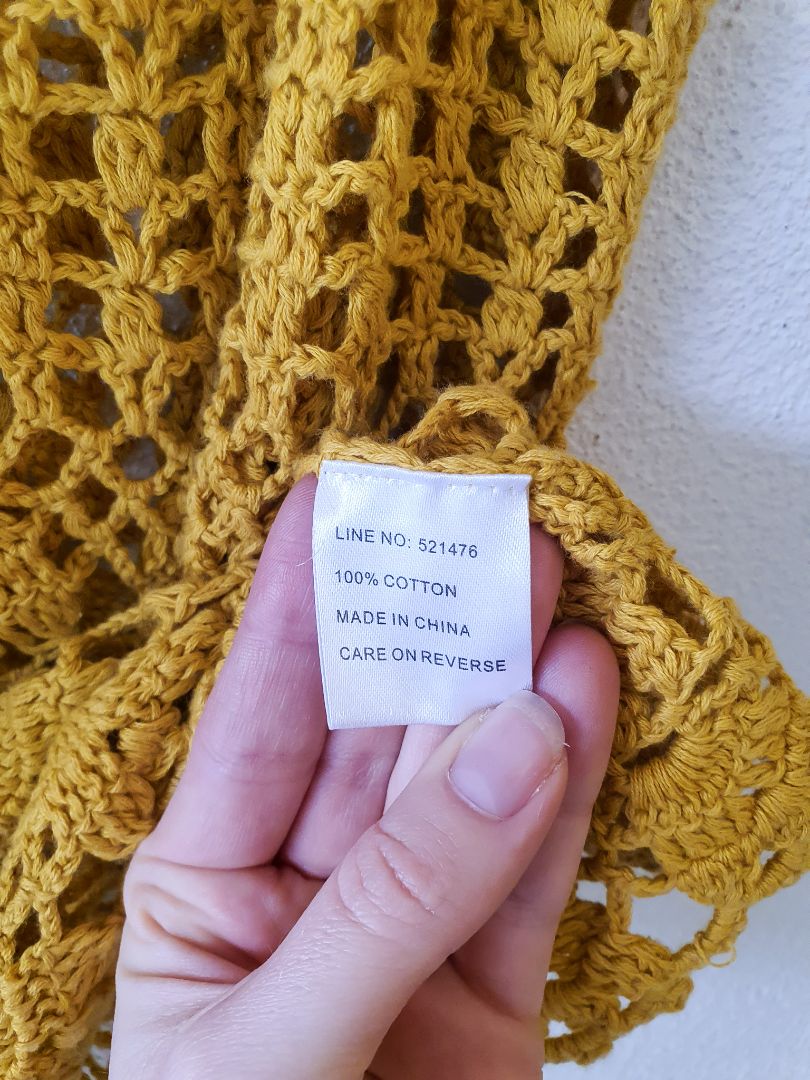 LINE NO: 521476
100% COTTON
MADE IN CHINA
CARE ON REVERSE